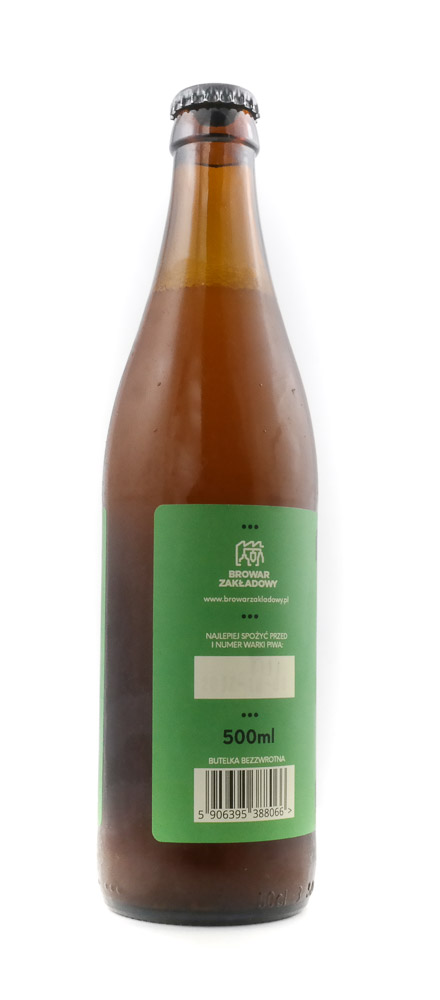 BROWAR
ZAKŁADOWY
www.browarzakladowy.pl
NAJLEPIEJ SPOŻYĆ PRZED
I NUMER WARKI PIWA:
500ml
BUTELKA BEZZWROTNA
5 906395 388066 >